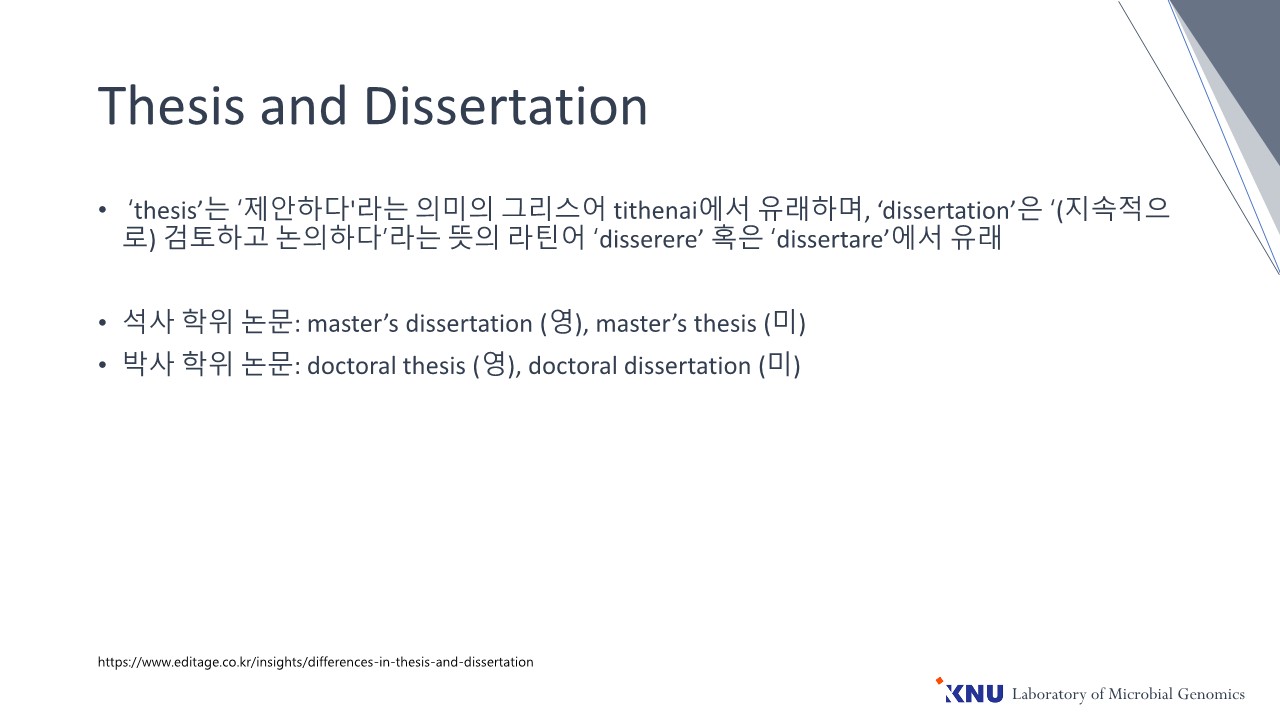 Thesis and Dissertation
• ‘thesis’는 ‘제안하다'라는 의미의 그리스어 tithenai에서 유래하며, ‘dissertation’은 ‘(지속적으
로) 검토하고 논의하다’라는 뜻의 라틴어 ‘disserere’ 혹은 ‘dissertare’에서 유래
• 석사 학위 논문: master’s dissertation (영), master’s thesis (미)
• 박사 학위 논문: doctoral thesis (영), doctoral dissertation (미)
https://www.editage.co.kr/insights/differences-in-thesis-and-dissertation
KNU Laboratory of Microbial Genomics